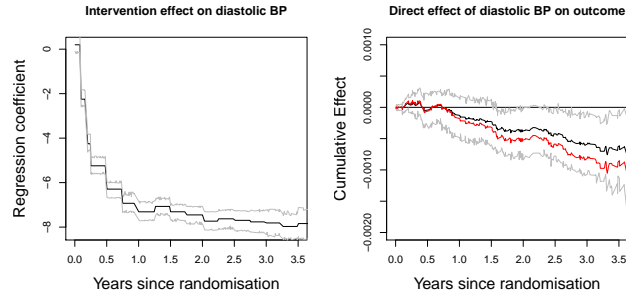 Intervention effect on diastolic BP
Regression coefficient
0
-2
-4
-6
-8
0.0 0.5 1.0 1.5 2.0 2.5 3.0 3.5
Years since randomisation
Direct effect of diastolic BP on outcome
Cumulative Effect
0.0010
0.0000
-0.0010
-0.0020
0.0 0.5 1.0 1.5 2.0 2.5 3.0 3.5
Years since randomisation